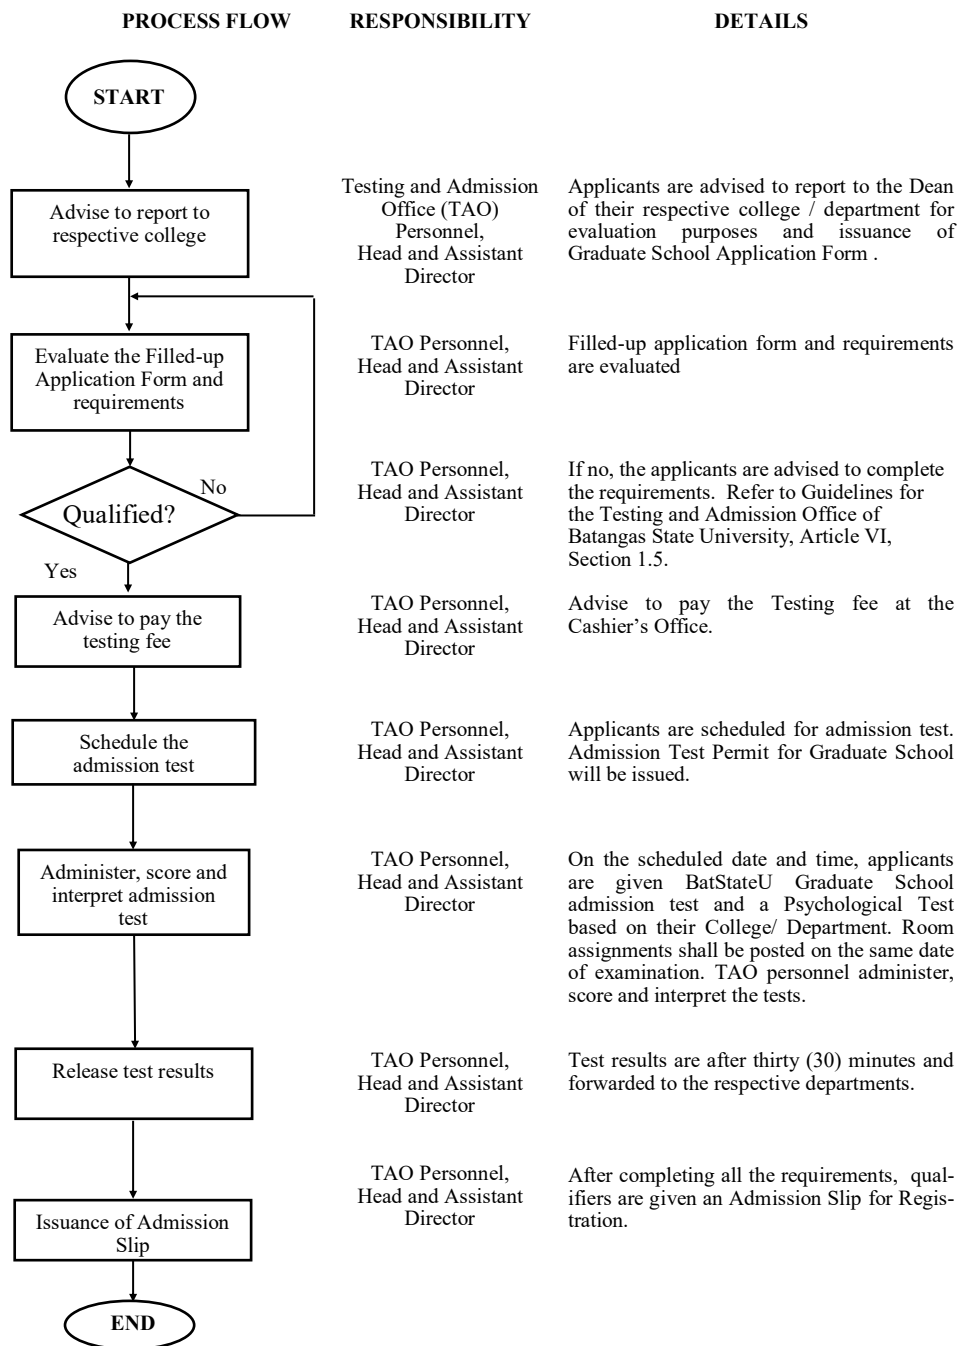 PROCESS FLOW RESPONSIBILITY DETAILS
START
Advise to report to
respective college
Testing and Admission
Office (TAO)
Personnel,
Head and Assistant
Director
Applicants are advised to report to the Dean
of their respective college / department for
evaluation purposes and issuance of
Graduate School Application Form .
Evaluate the Filled-up
Application Form and
requirements
TAO Personnel,
Head and Assistant
Director
Filled-up application form and requirements
are evaluated
Qualified?
No
Yes
TAO Personnel,
Head and Assistant
Director
If no, the applicants are advised to complete
the requirements. Refer to Guidelines for
the Testing and Admission Office of
Batangas State University, Article VI,
Section 1.5.
Advise to pay the
testing fee
TAO Personnel,
Head and Assistant
Director
Advise to pay the Testing fee at the
Cashier’s Office.
Schedule the
admission test
TAO Personnel,
Head and Assistant
Director
Applicants are scheduled for admission test.
Admission Test Permit for Graduate School
will be issued.
Administer, score and
interpret admission
test
TAO Personnel,
Head and Assistant
Director
On the scheduled date and time, applicants
are given BatStateU Graduate School
admission test and a Psychological Test
based on their College/ Department. Room
assignments shall be posted on the same date
of examination. TAO personnel administer,
score and interpret the tests.
Release test results
TAO Personnel,
Head and Assistant
Director
Test results are after thirty (30) minutes and
forwarded to the respective departments.
Issuance of Admission
Slip
TAO Personnel,
Head and Assistant
Director
After completing all the requirements, qual-
ifiers are given an Admission Slip for Regis-
tration.
END